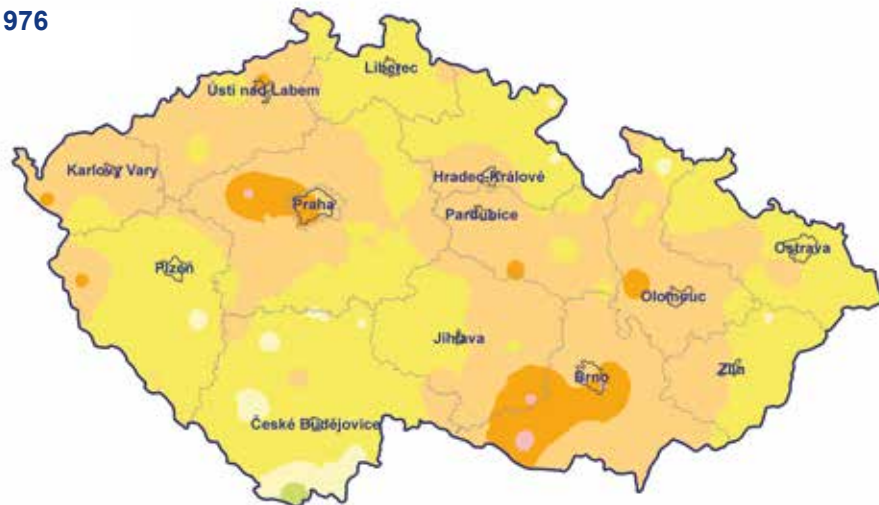 976
Liberec
Ústí nad Labem
Karlovy Vary
Hradec Králové
Praha
Pardubice
Ostrava
Plzeň
Olomouc
Jihlava
Zlín
Brno
České Budějovice